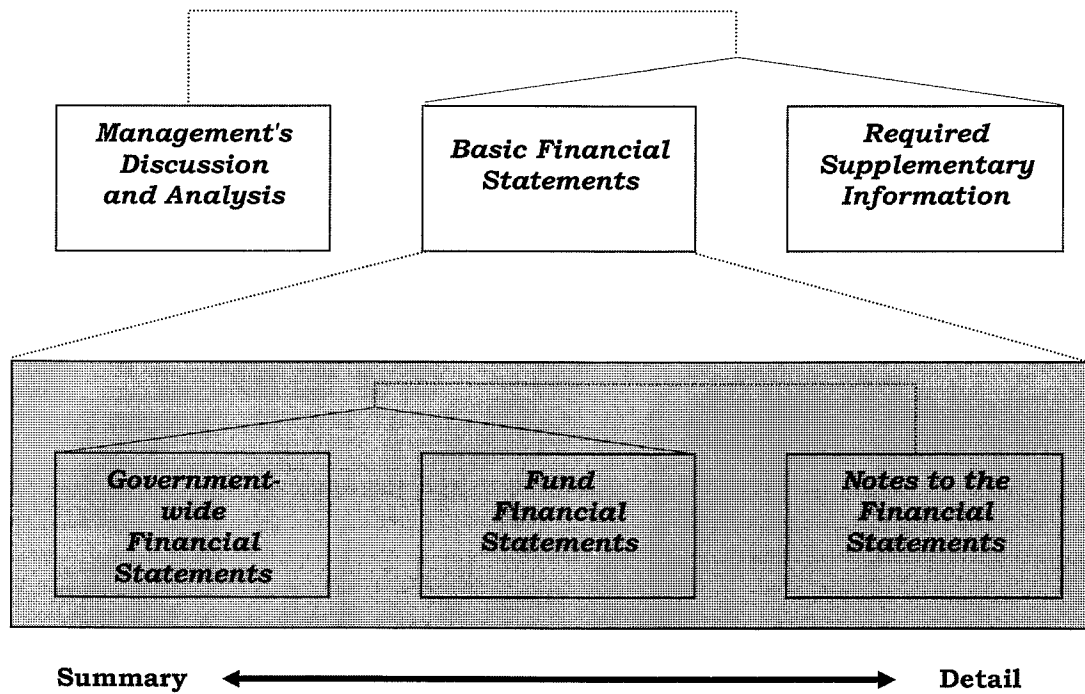 Management's
Discussion
and Analysis
Basic Financial
Statements
Required
Supplementary
Information
Government-
wide
Financial
Statements
Fund
Financial
Statements
Notes to the
Financial
Statements
Summary
Detail